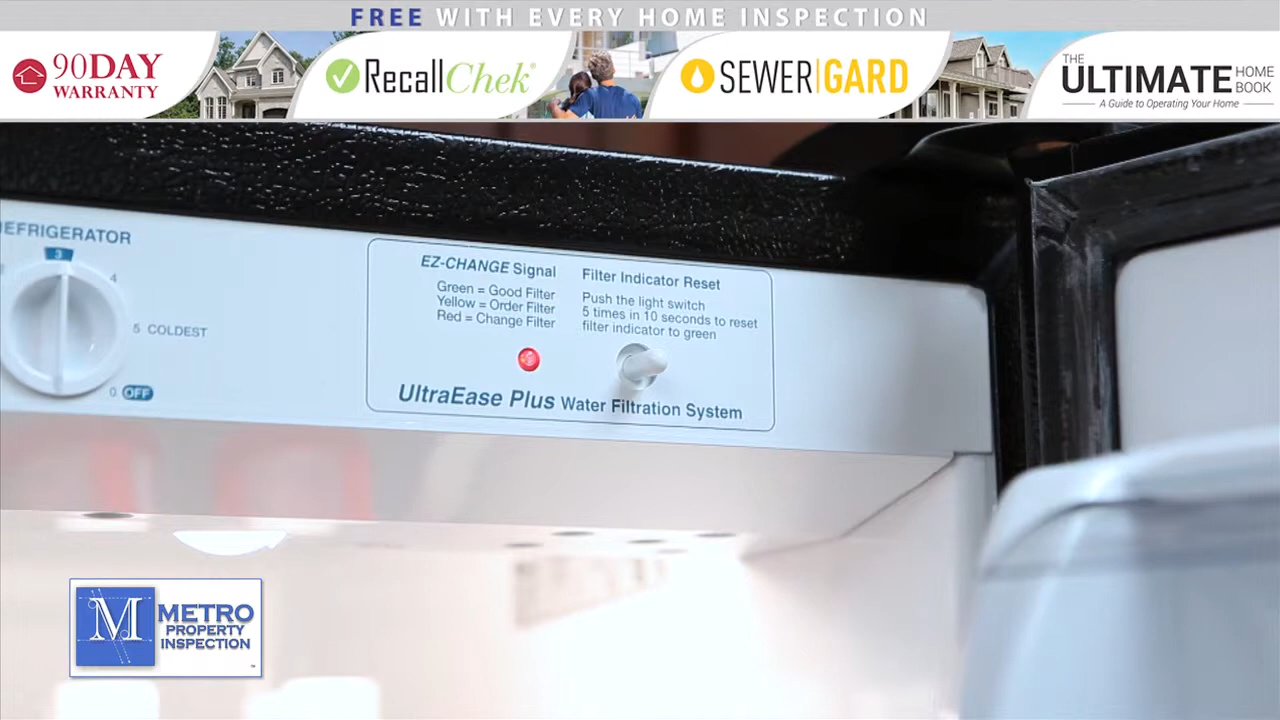 FREE WITH EVERY HOME INSPECTION
90DAY
WARRANTY
RecallChek®
SEWER|GARD
THE
ULTIMATE
HOME
BOOK
A Guide to Operating Your Home
REFRIGERATOR
3
4
5 COLDEST
0 OFF
EZ-CHANGE Signal
Green = Good Filter
Yellow = Order Filter
Red = Change Filter
Filter Indicator Reset
Push the light switch
5 times in 10 seconds to reset
filter indicator to green
UltraEase Plus Water Filtration System
M
METRO
PROPERTY
INSPECTION